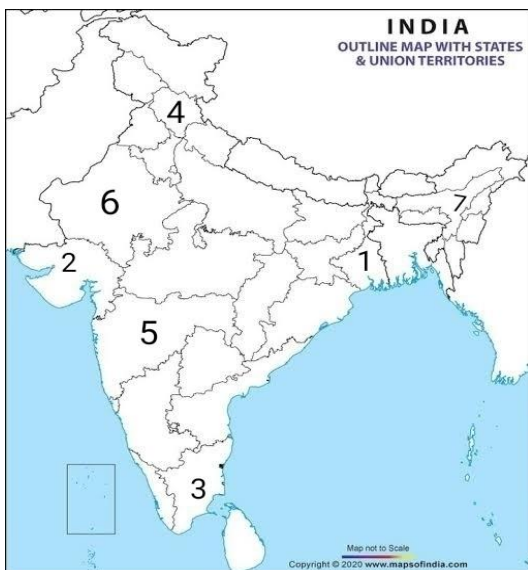 INDIA
OUTLINE MAP WITH STATES
& UNION TERRITORIES
4
6
7
2
1
5
3
Map not to Scale
Copyright © 2020 www.mapsofindia.com